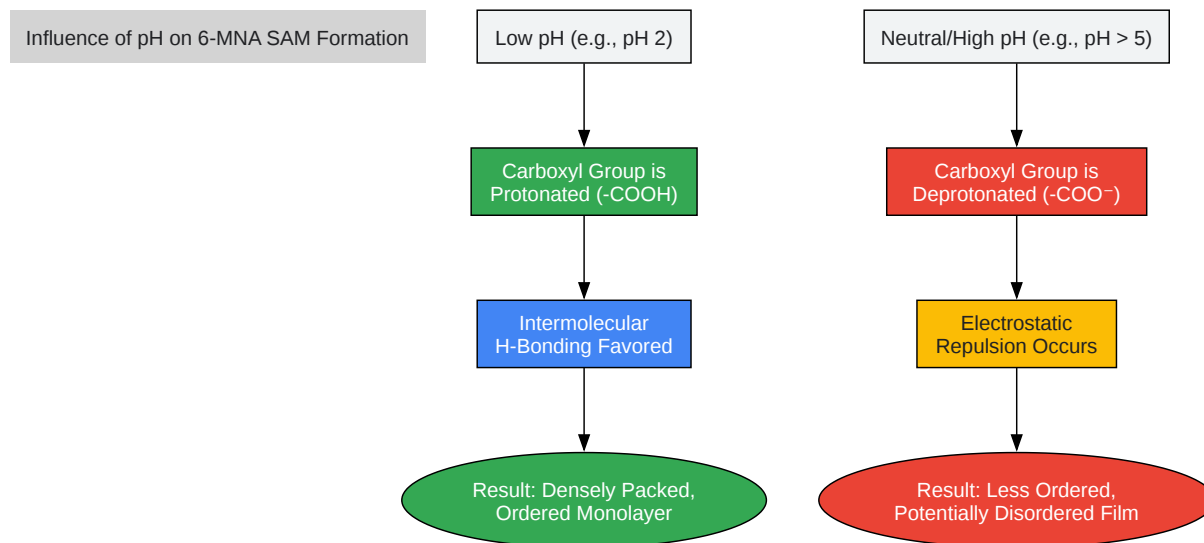 Influence of pH on 6-MNA SAM Formation
Low pH (e.g., pH 2)
Neutral/High pH (e.g., pH > 5)
Carboxyl Group is
Protonated (-COOH)
Carboxyl Group is
Deprotonated (-COO⁻)
Intermolecular
H-Bonding Favored
Electrostatic
Repulsion Occurs
Result: Densely Packed,
Ordered Monolayer
Result: Less Ordered,
Potentially Disordered Film